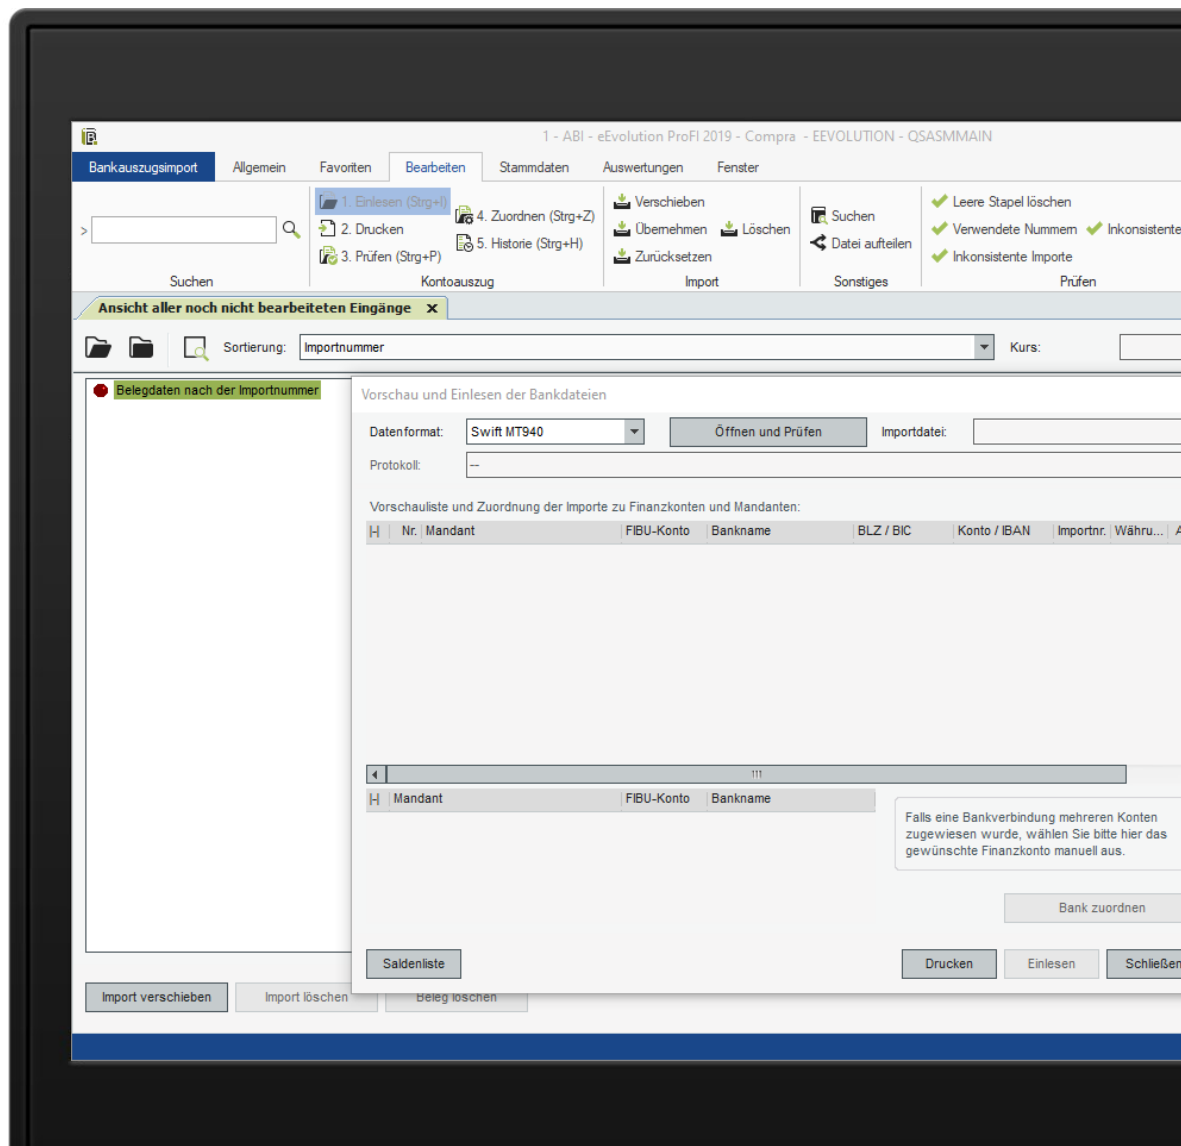 1 - ABI - eEvolution ProFI 2019 - Compra - EEVOLUTION - QSASMMAIN
Bankauszugsimport Allgemein Favoriten Bearbeiten Stammdaten Auswertungen Fenster
1. Einlesen (Strg+I)
2. Drucken
3. Prüfen (Strg+P)
4. Zuordnen (Strg+Z)
5. Historie (Strg+H)
Verschieben
Übernehmen Löschen
Zurücksetzen
Suchen
Datei aufteilen
Leere Stapel löschen
Verwendete Nummern Inkonsistente
Inkonsistente Importe
>
Suchen Kontoauszug Import Sonstiges Prüfen
Ansicht aller noch nicht bearbeiteten Eingänge x
Sortierung: Importnummer Kurs:
Belegdaten nach der Importnummer
Vorschau und Einlesen der Bankdateien
Datenformat: Swift MT940 Öffnen und Prüfen Importdatei:
Protokoll: --
Vorschauliste und Zuordnung der Importe zu Finanzkonten und Mandanten:
|-| Nr. Mandant FIBU-Konto Bankname BLZ / BIC Konto / IBAN Importnr. Währu... A
|-| Mandant FIBU-Konto Bankname
Falls eine Bankverbindung mehreren Konten
zugewiesen wurde, wählen Sie bitte hier das
gewünschte Finanzkonto manuell aus.
Bank zuordnen
Saldenliste Drucken Einlesen Schließen
Import verschieben Import löschen Beleg löschen